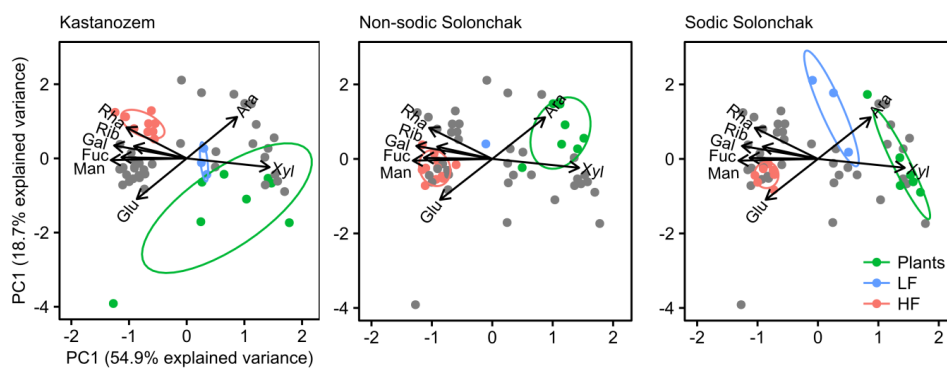 Kastanozem
Non-sodic Solonchak
Sodic Solonchak
PC1 (18.7% explained variance)
2
0
-2
-4
Rha
Rib
Gal
Fuc
Man
Glu
Ara
Xyl
-2 -1 0 1 2
PC1 (54.9% explained variance)
2
0
-2
-4
Rha
Rib
Gal
Fuc
Man
Glu
Ara
Xyl
-2 -1 0 1 2
2
0
-2
-4
Rha
Rib
Gal
Fuc
Man
Glu
Ara
Xyl
Plants
LF
HF
-2 -1 0 1 2